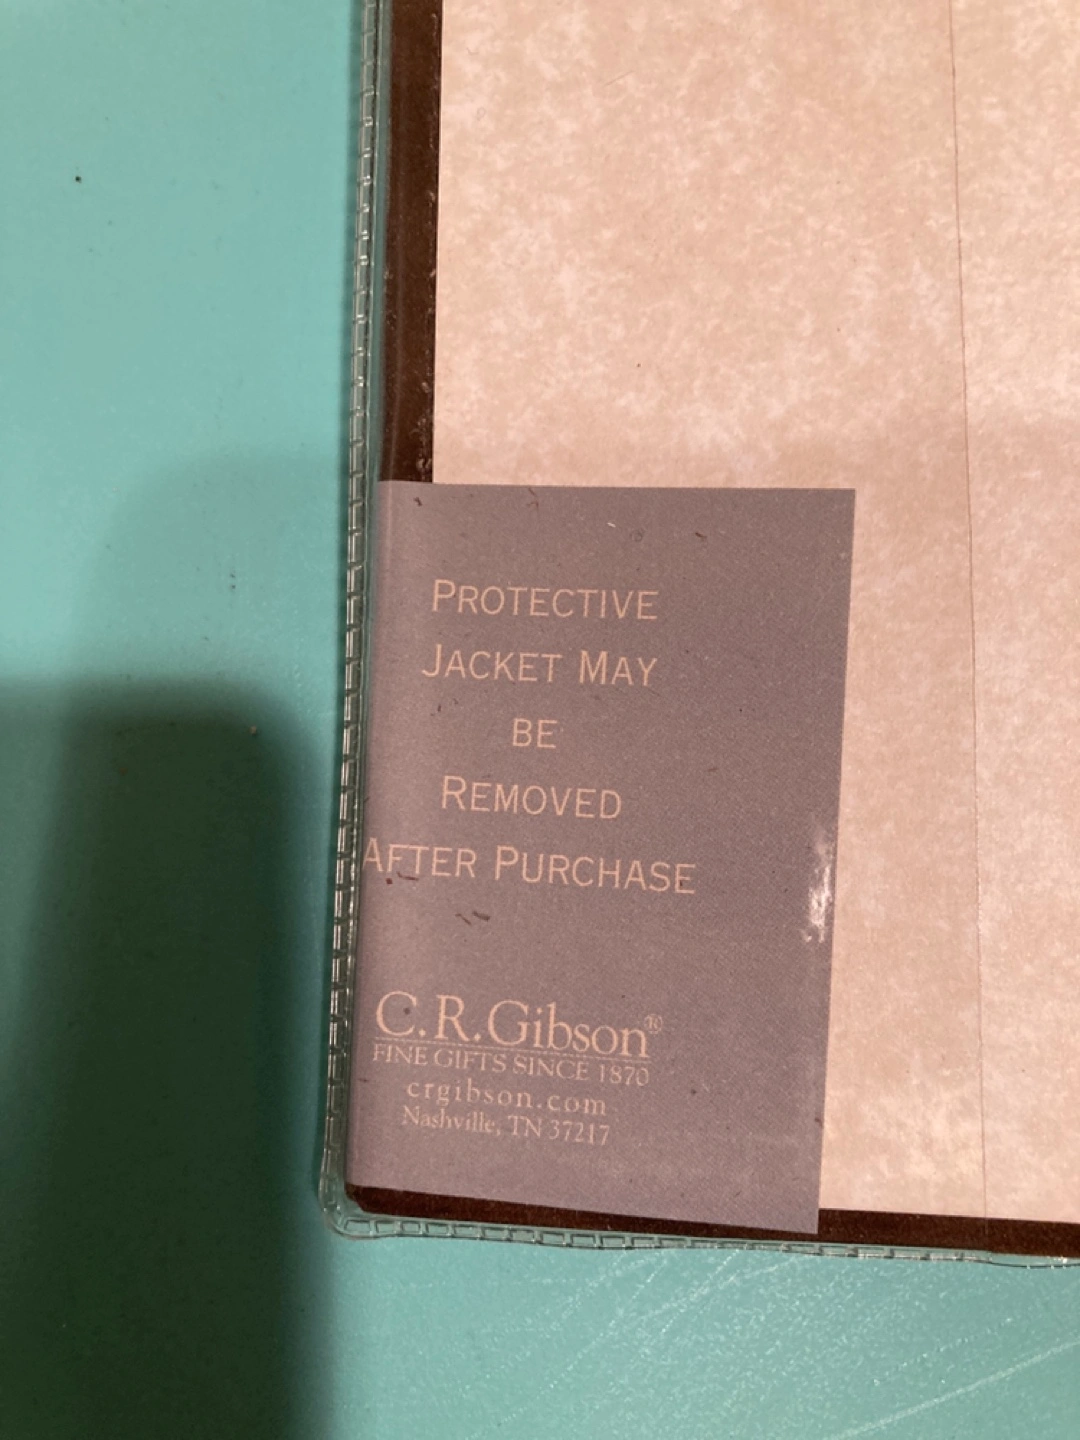 PROTECTIVE
JACKET MAY
BE
REMOVED
AFTER PURCHASE
C.R.Gibson®
FINE GIFTS SINCE 1870
crgibson.com
Nashville, TN 37217